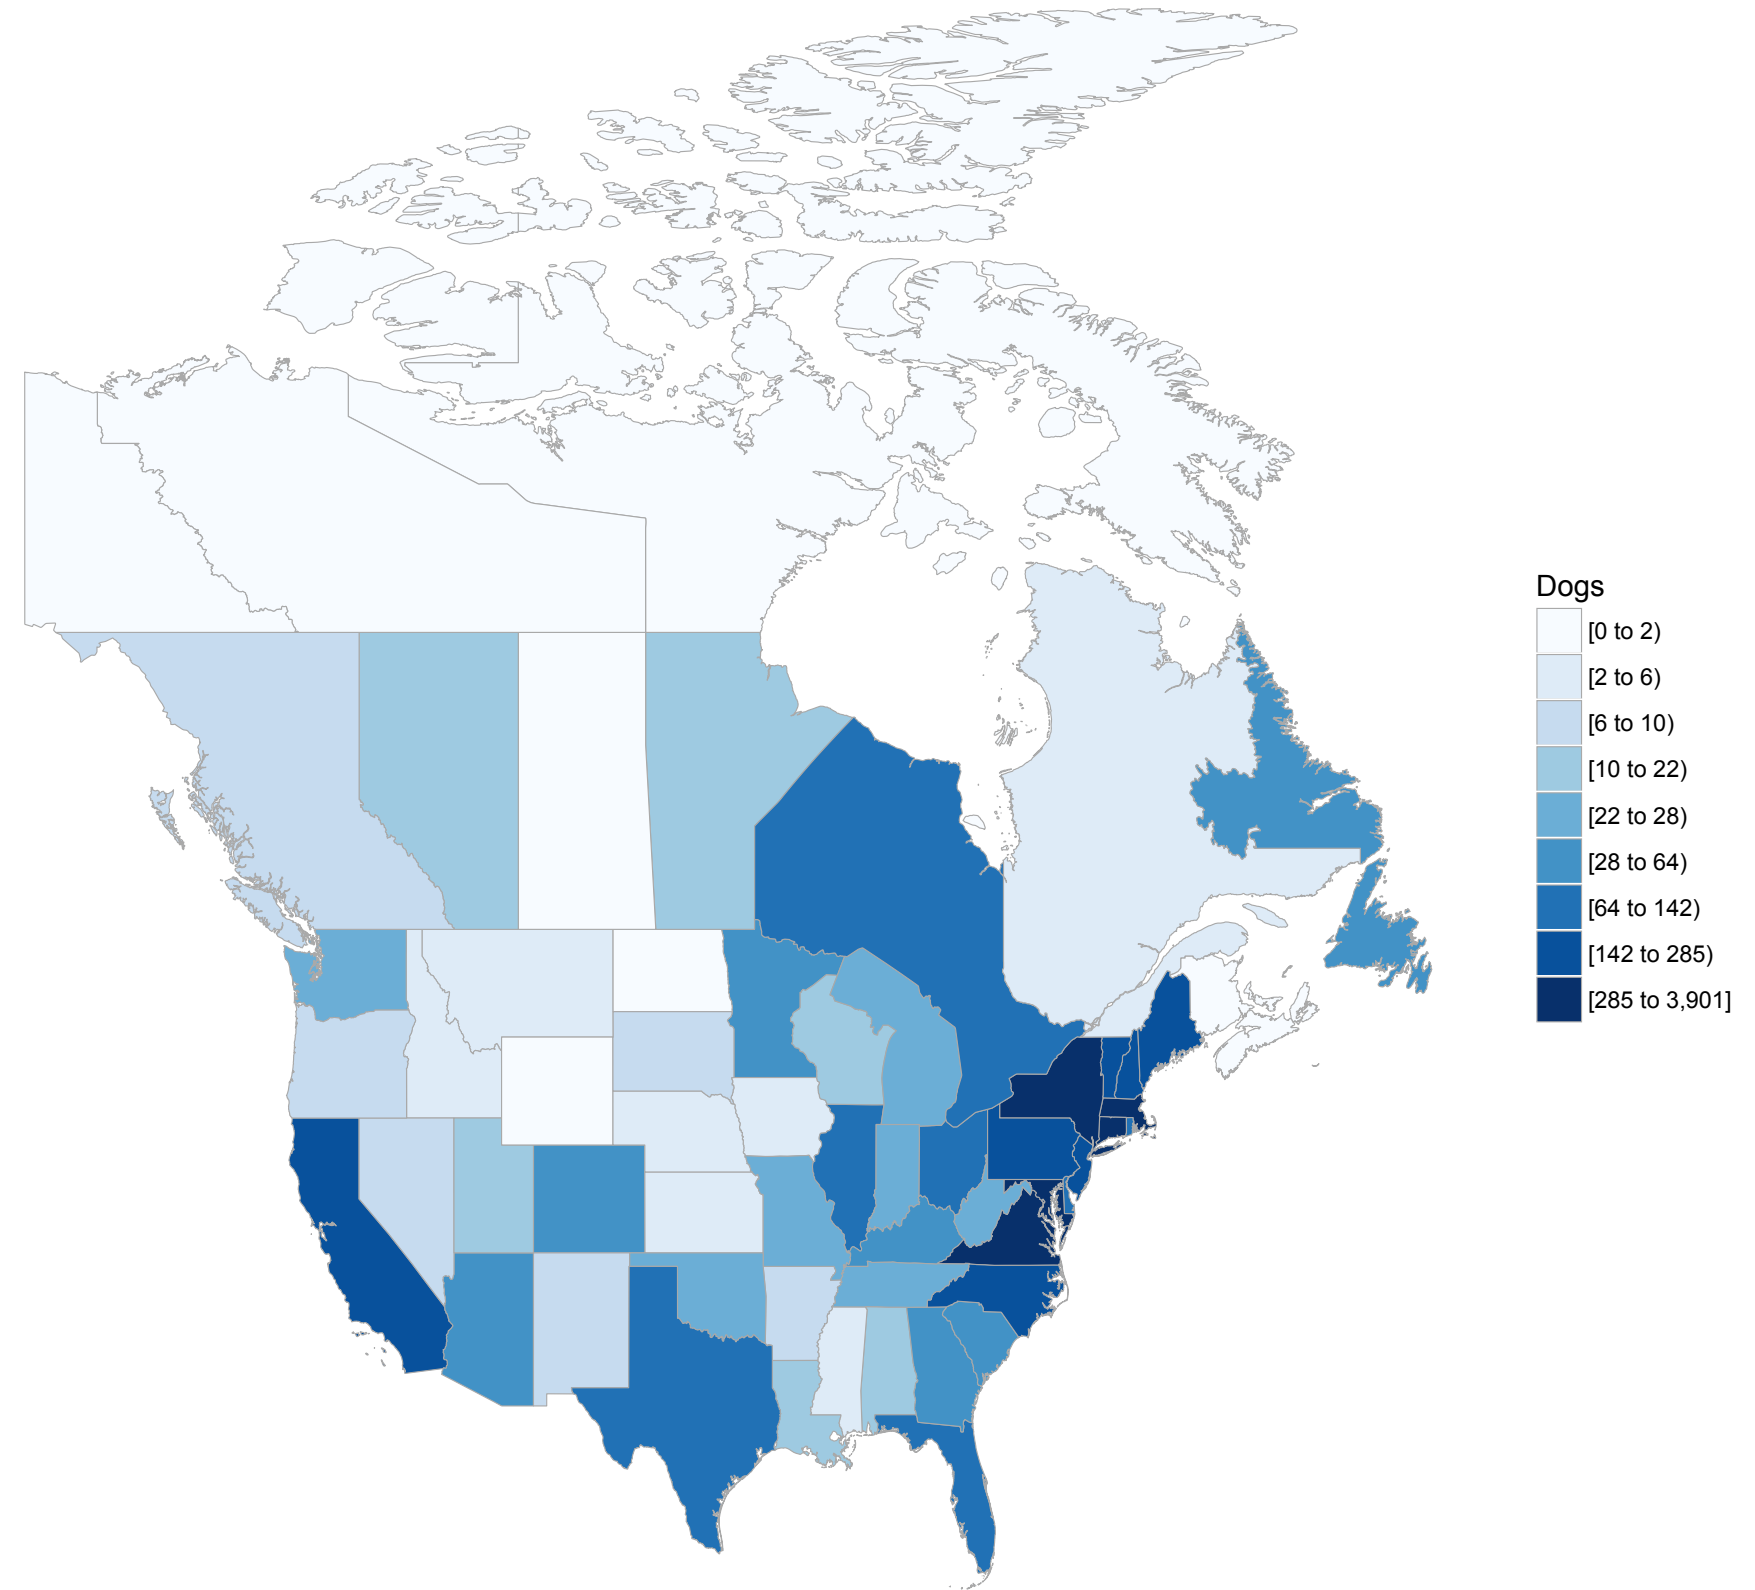 Dogs
[0 to 2)
[2 to 6)
[6 to 10)
[10 to 22)
[22 to 28)
[28 to 64)
[64 to 142)
[142 to 285)
[285 to 3,901]